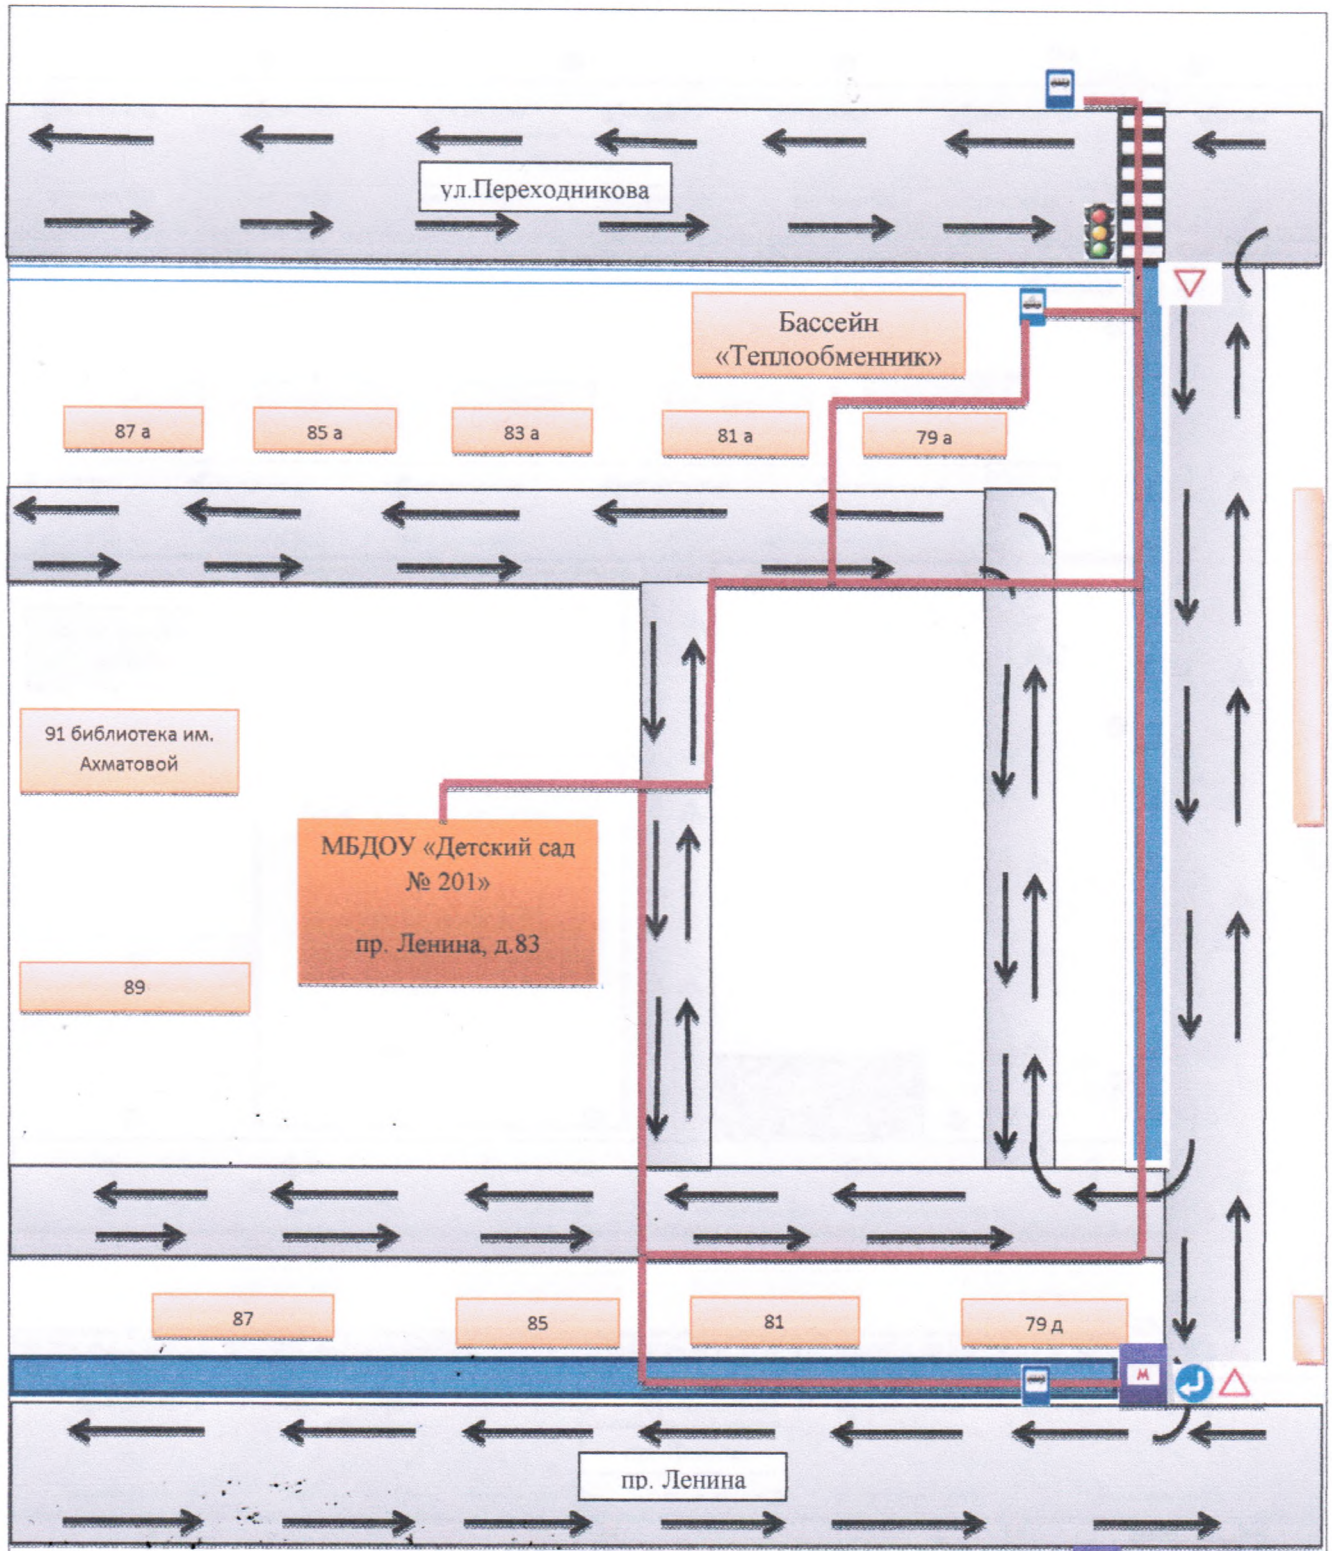 ул.Переходникова
Бассейн
«Теплообменник»
87 а
85 а
83 а
81 а
79 а
91 библиотека им.
Ахматовой
МБДОУ «Детский сад
№ 201»
пр. Ленина, д.83
89
87
85
81
79 д
М
пр. Ленина